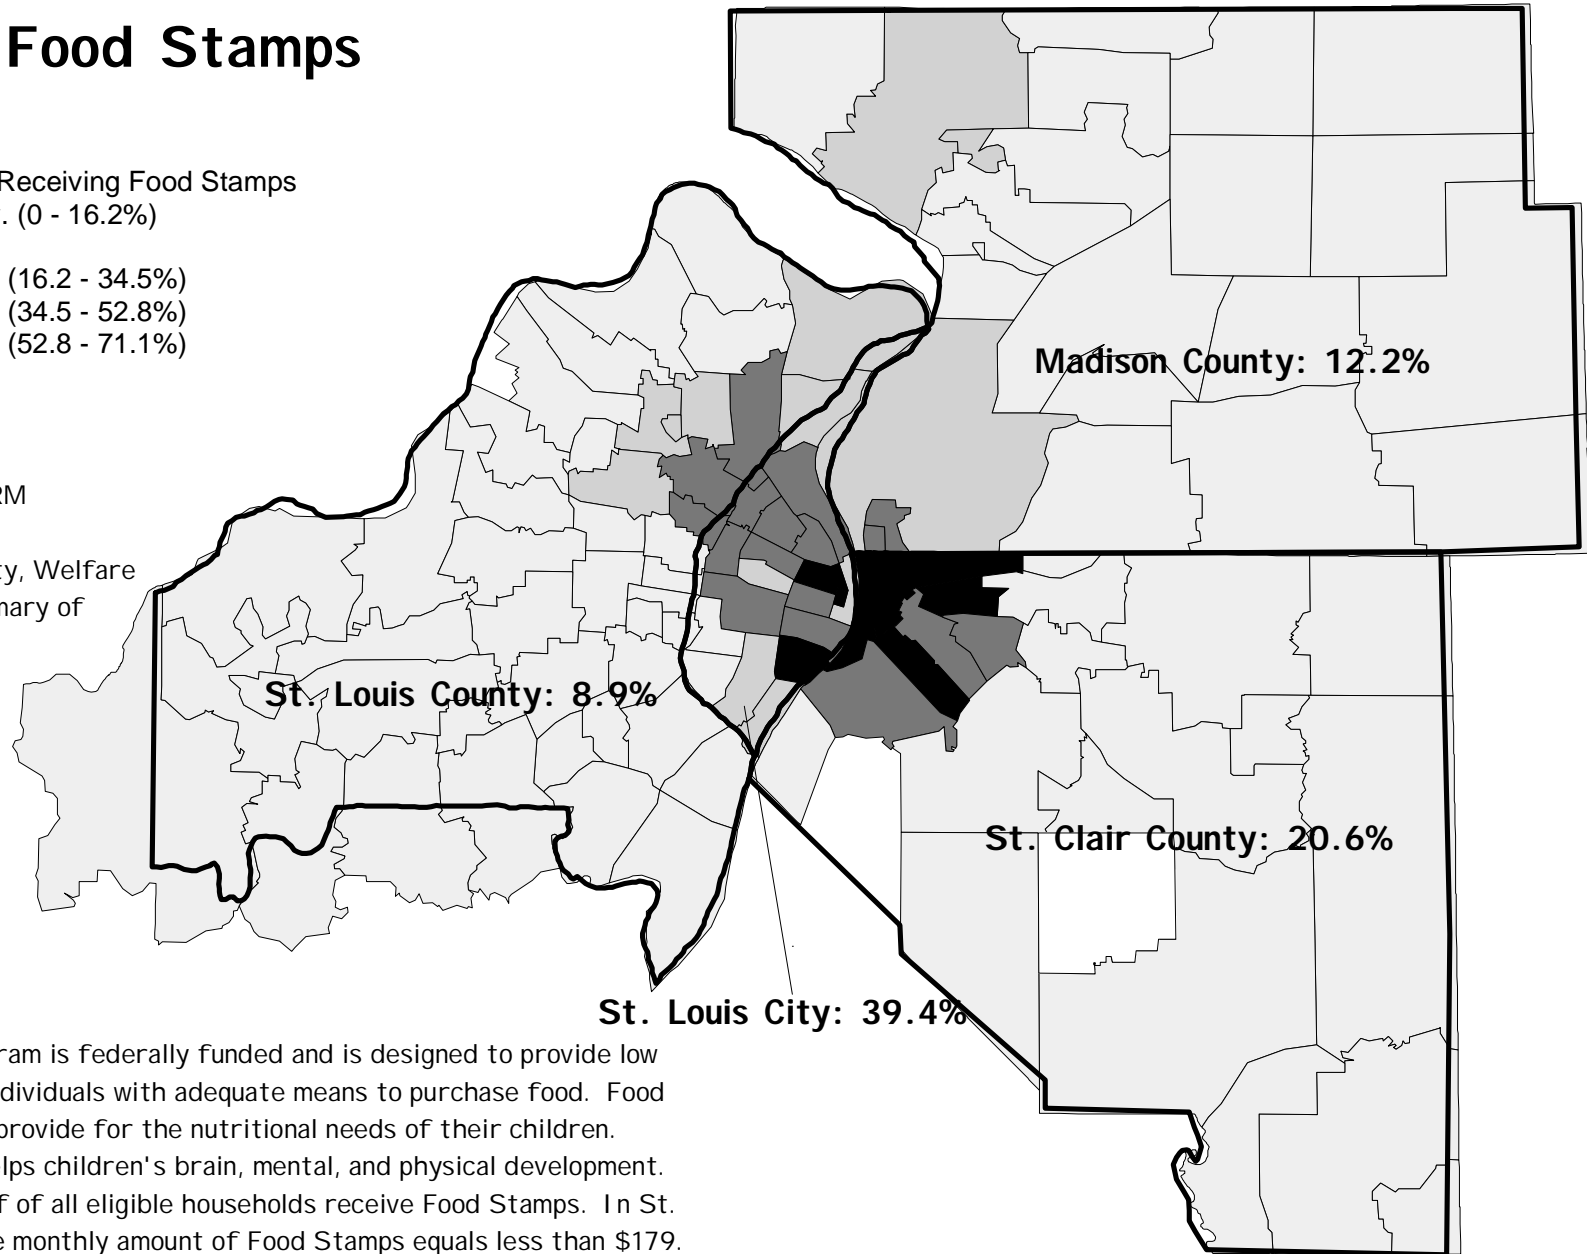 Food Stamps
Receiving Food Stamps
. (0 - 16.2%)
(16.2 - 34.5%)
(34.5 - 52.8%)
(52.8 - 71.1%)
Madison County: 12.2%
RM
ty, Welfare
mary of
St. Louis County: 8.9%
St. Clair County: 20.6%
St. Louis City: 39.4%
ram is federally funded and is designed to provide low
dividuals with adequate means to purchase food. Food
provide for the nutritional needs of their children.
elps children's brain, mental, and physical development.
f of all eligible households receive Food Stamps. In St.
e monthly amount of Food Stamps equals less than $179.